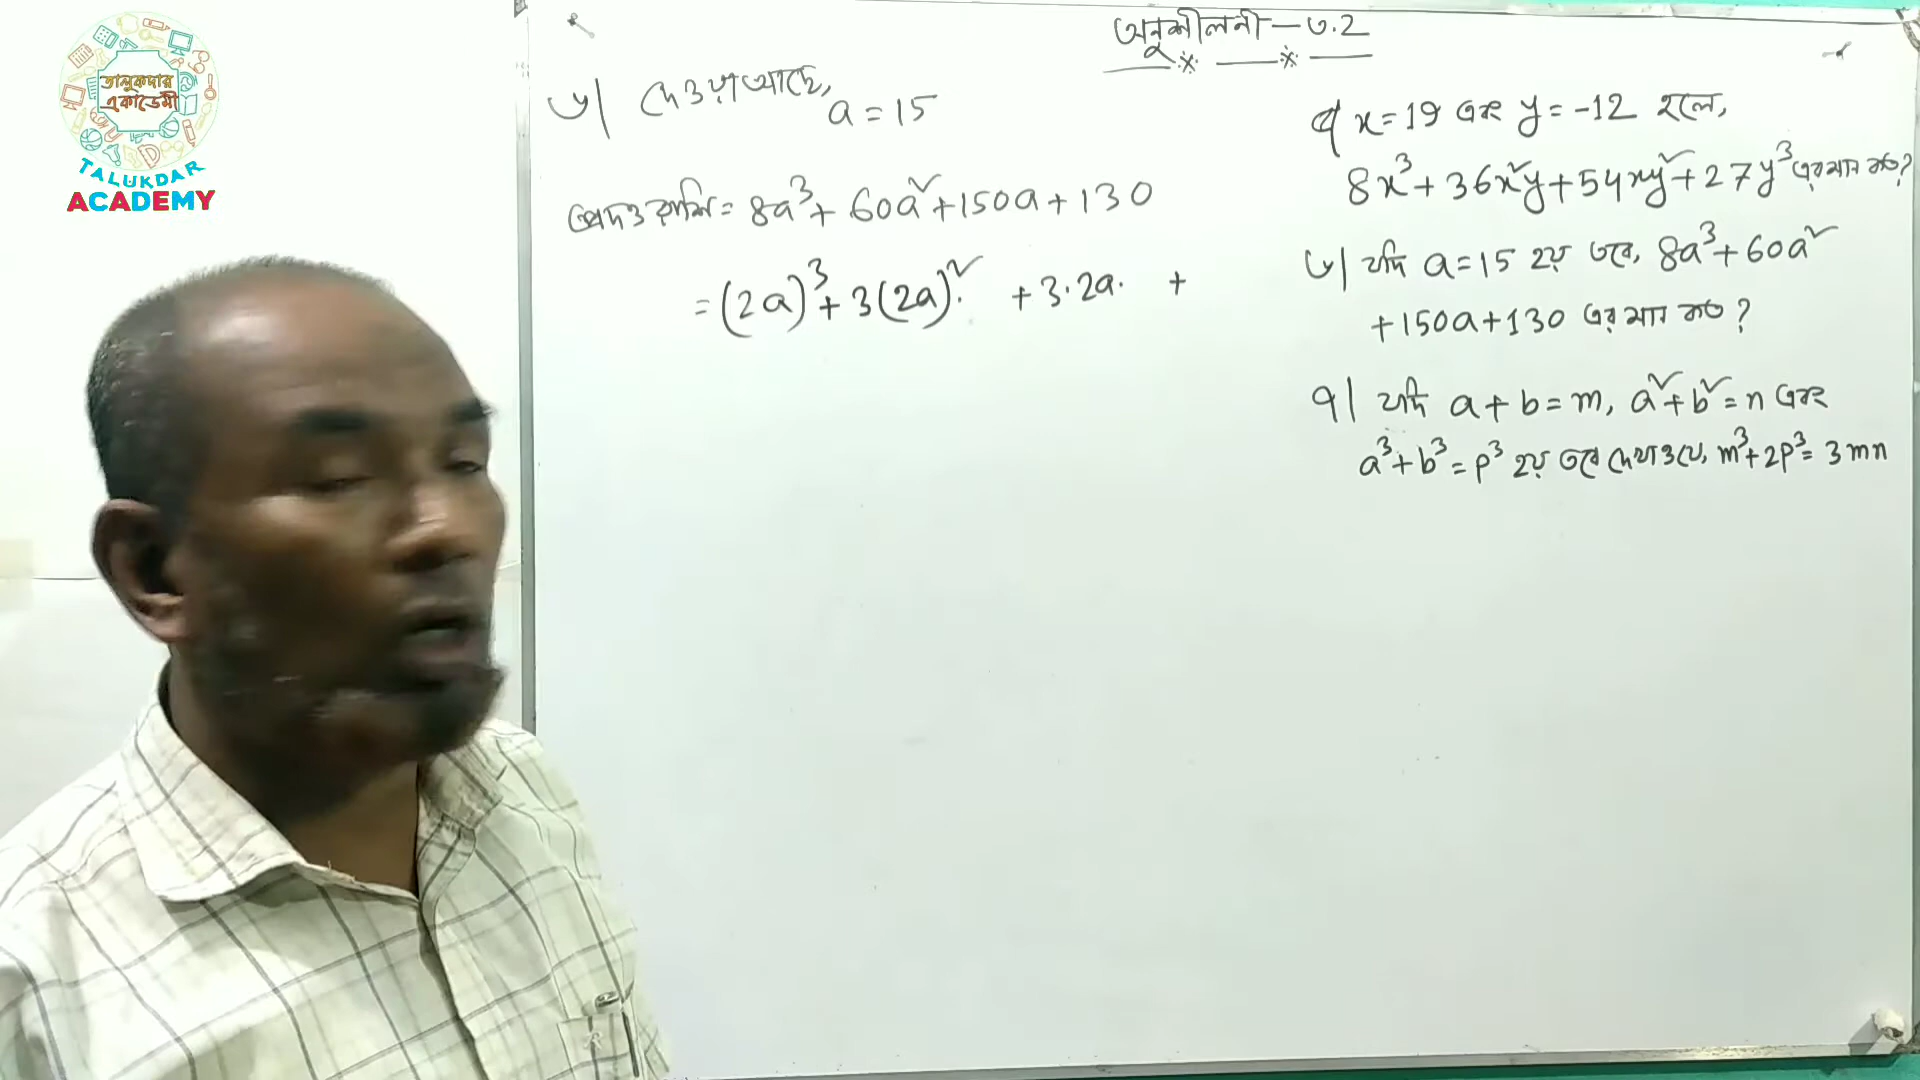 তালুকদার
একাডেমী
TALUKDAR
ACADEMY
অনুশীলনী—৩.2
৬| দেওয়া আছে,
a = 15
প্রদত্ত রাশি = 8a³ + 60a² + 150a + 130
= (2a)³ + 3(2a)². + 3·2a. +
৫| x = 19 এবং y = -12 হলে,
8x³ + 36x²y + 54xy² + 27y³ এর মান কত?
৬| যদি a = 15 হয় তবে, 8a³ + 60a²
+ 150a + 130 এর মান কত?
৭| যদি a + b = m, a² + b² = n এবং
a³ + b³ = p³ হয় তবে দেখাও যে, m³ + 2p³ = 3mn